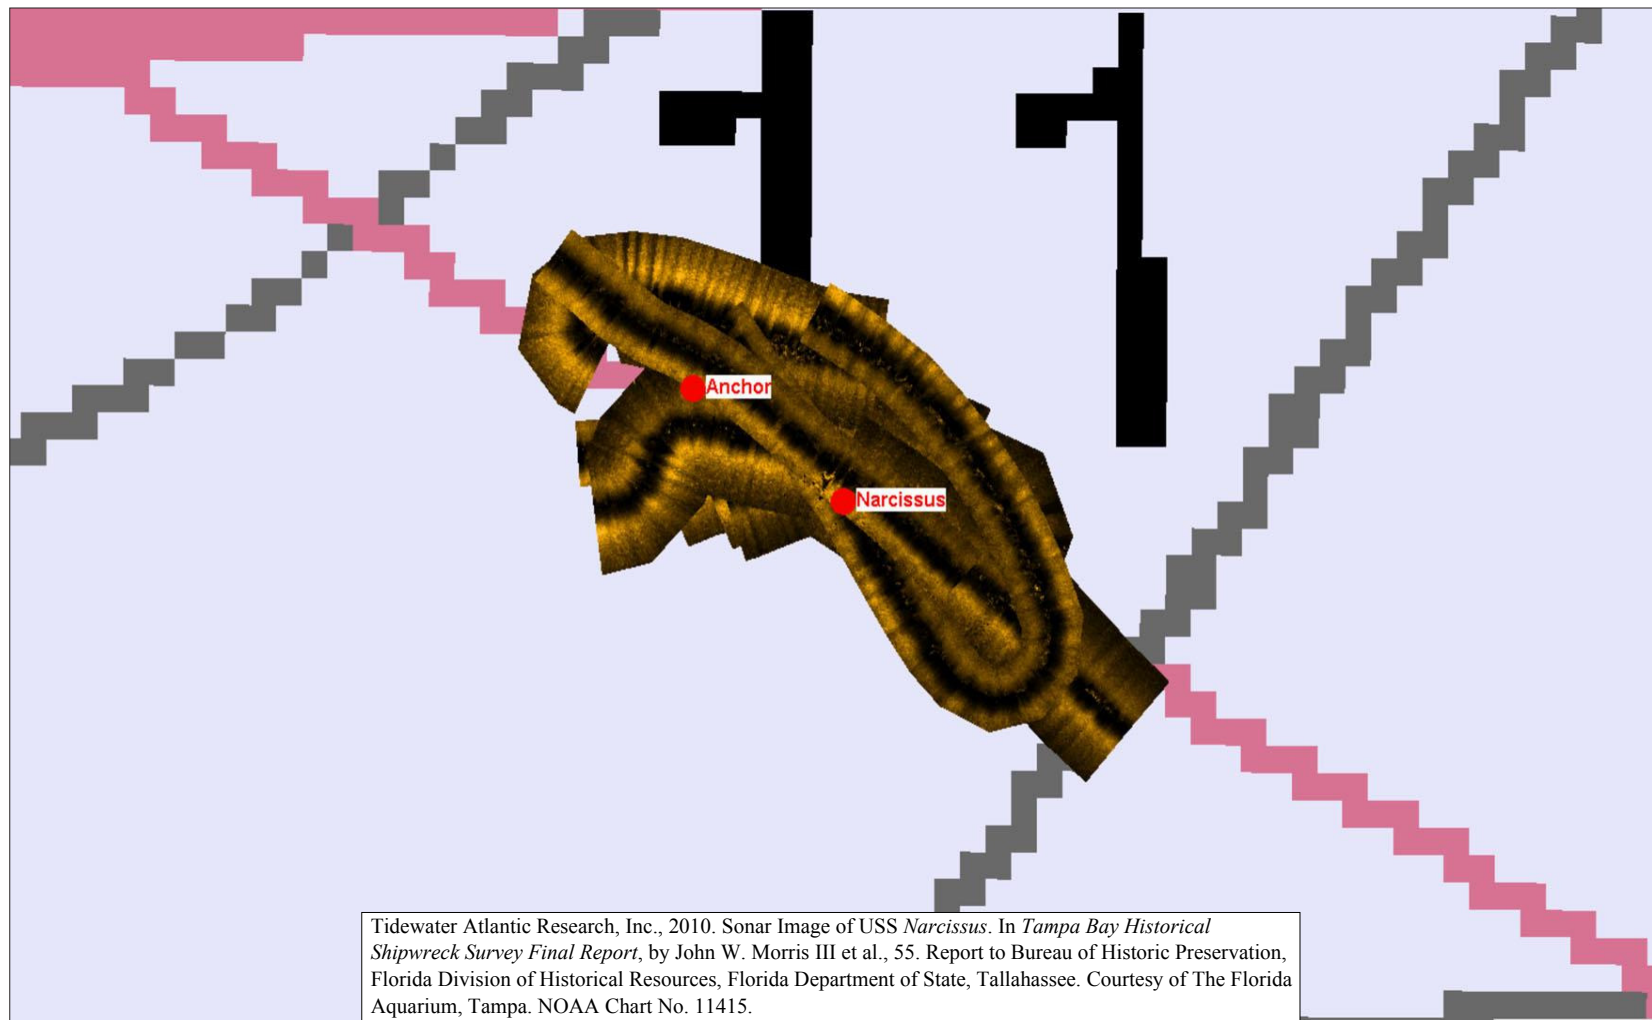 Anchor
Narcissus
Tidewater Atlantic Research, Inc., 2010. Sonar Image of USS Narcissus. In Tampa Bay Historical
Shipwreck Survey Final Report, by John W. Morris III et al., 55. Report to Bureau of Historic Preservation,
Florida Division of Historical Resources, Florida Department of State, Tallahassee. Courtesy of The Florida
Aquarium, Tampa. NOAA Chart No. 11415.